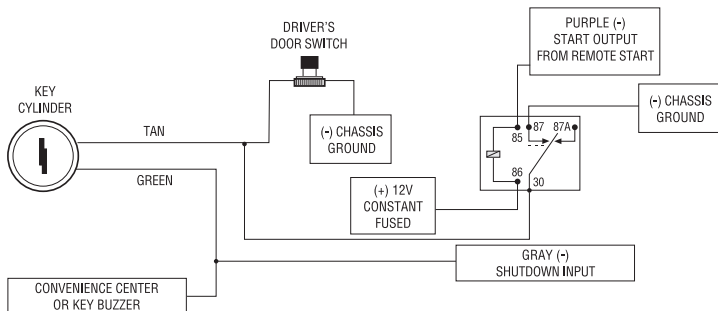 DRIVER'S
DOOR SWITCH
PURPLE (-)
START OUTPUT
FROM REMOTE START
KEY
CYLINDER
TAN
(-) CHASSIS
GROUND
87 87A
85
(-) CHASSIS
GROUND
GREEN
(+) 12V
CONSTANT
FUSED
86
30
GRAY (-)
SHUTDOWN INPUT
CONVENIENCE CENTER
OR KEY BUZZER